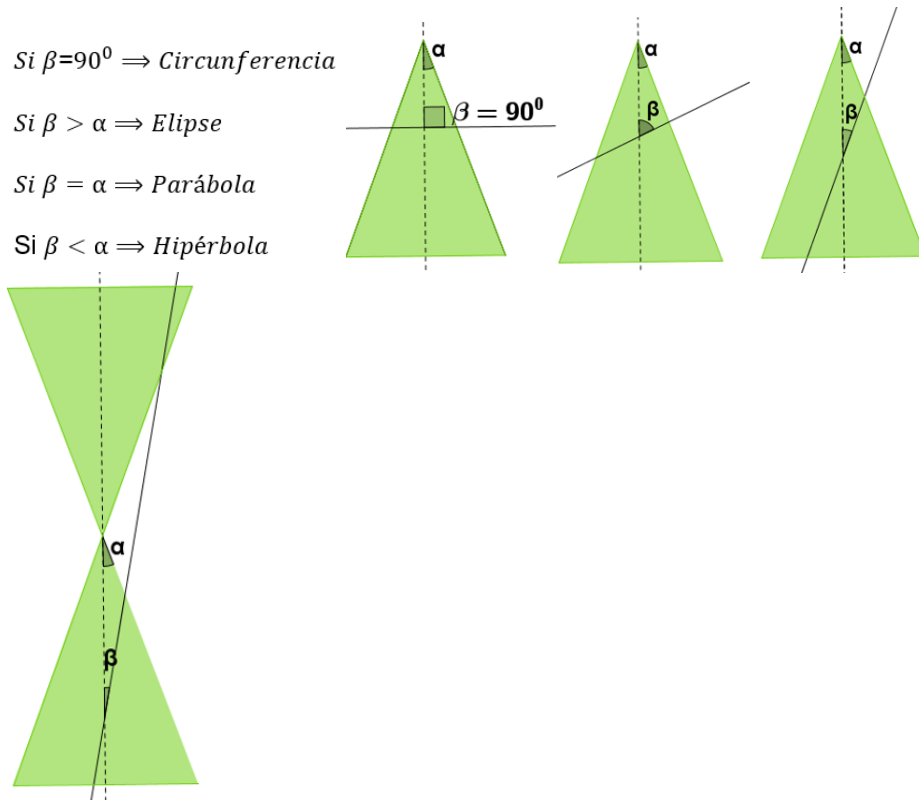 Si β=90⁰ ⟹ Circunferencia
Si β > α ⟹ Elipse
Si β = α ⟹ Parábola
Si β < α ⟹ Hipérbola
α
β = 90⁰
α
β
α
β
α
β